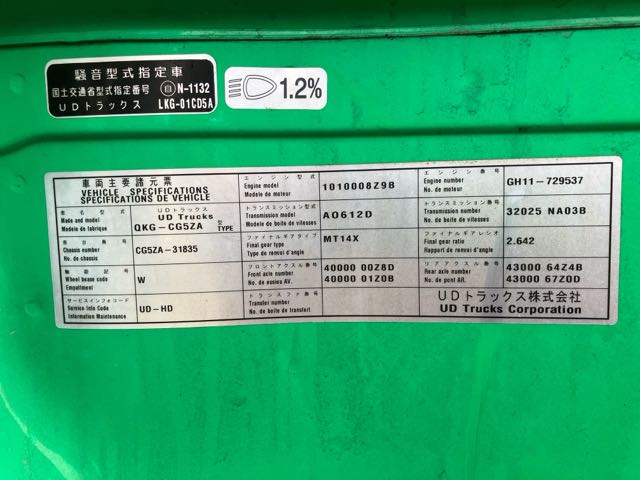 騒音型式指定車
国土交通省型式指定番号 自 N-1132
UDトラックス LKG-01CD5A
1.2%
車両主要諸元票
VEHICLE SPECIFICATIONS
SPECIFICATIONS DE VEHICLE
車名型式
Made and model
Modele de fabrique
UDトラックス
UD Trucks
QKG-CG5ZA 型 TYPE
車台番号
Chassis number
No. de chassis
CG5ZA-31835
軸距記号
Wheel base code
Empattment
W
サービスインフォコード
Service Info Code
Information Maintenance
UD-HD
エンジン型式
Engine model
Modele de moteur
1010008Z9B
トランスミッション型式
Transmission model
Modele de boite de vitesses
AO612D
ファイナルギアタイプ
Final gear type
Type de renvoi d'angle
MT14X
フロントアクスル番号
Front axle number
No. de essieu AV.
40000 00Z8D
40000 01Z0B
トランスファ番号
Transfer number
No. de boite de transfert
エンジン番号
Engine number
No. de moteur
GH11-729537
トランスミッション番号
Transmission number
No. de boite de vitesses
32025 NA03B
ファイナルギアレシオ
Final gear ratio
Rapport de renvoi d'angle
2.642
リアアクスル番号
Rear axle number
No. de pont AR.
43000 64Z4B
43000 67Z0D
UDトラックス株式会社
UD Trucks Corporation